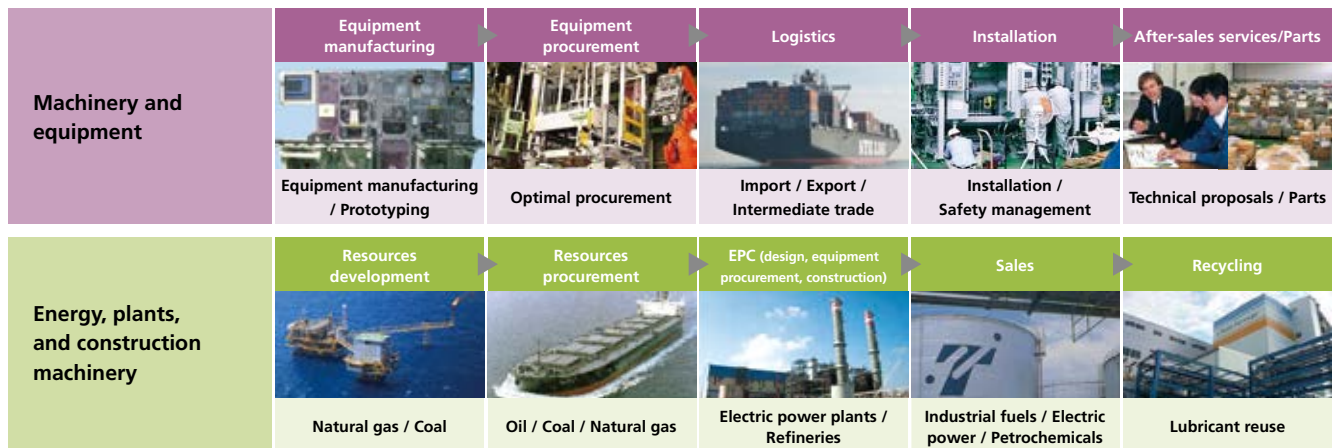 Machinery and
equipment
Equipment
manufacturing
Equipment
procurement
Logistics
Installation
After-sales services/Parts
Equipment manufacturing
/ Prototyping
Optimal procurement
Import / Export /
Intermediate trade
Installation /
Safety management
Technical proposals / Parts
Energy, plants,
and construction
machinery
Resources
development
Resources
procurement
EPC (design, equipment
procurement, construction)
Sales
Recycling
Natural gas / Coal
Oil / Coal / Natural gas
Electric power plants /
Refineries
Industrial fuels / Electric
power / Petrochemicals
Lubricant reuse